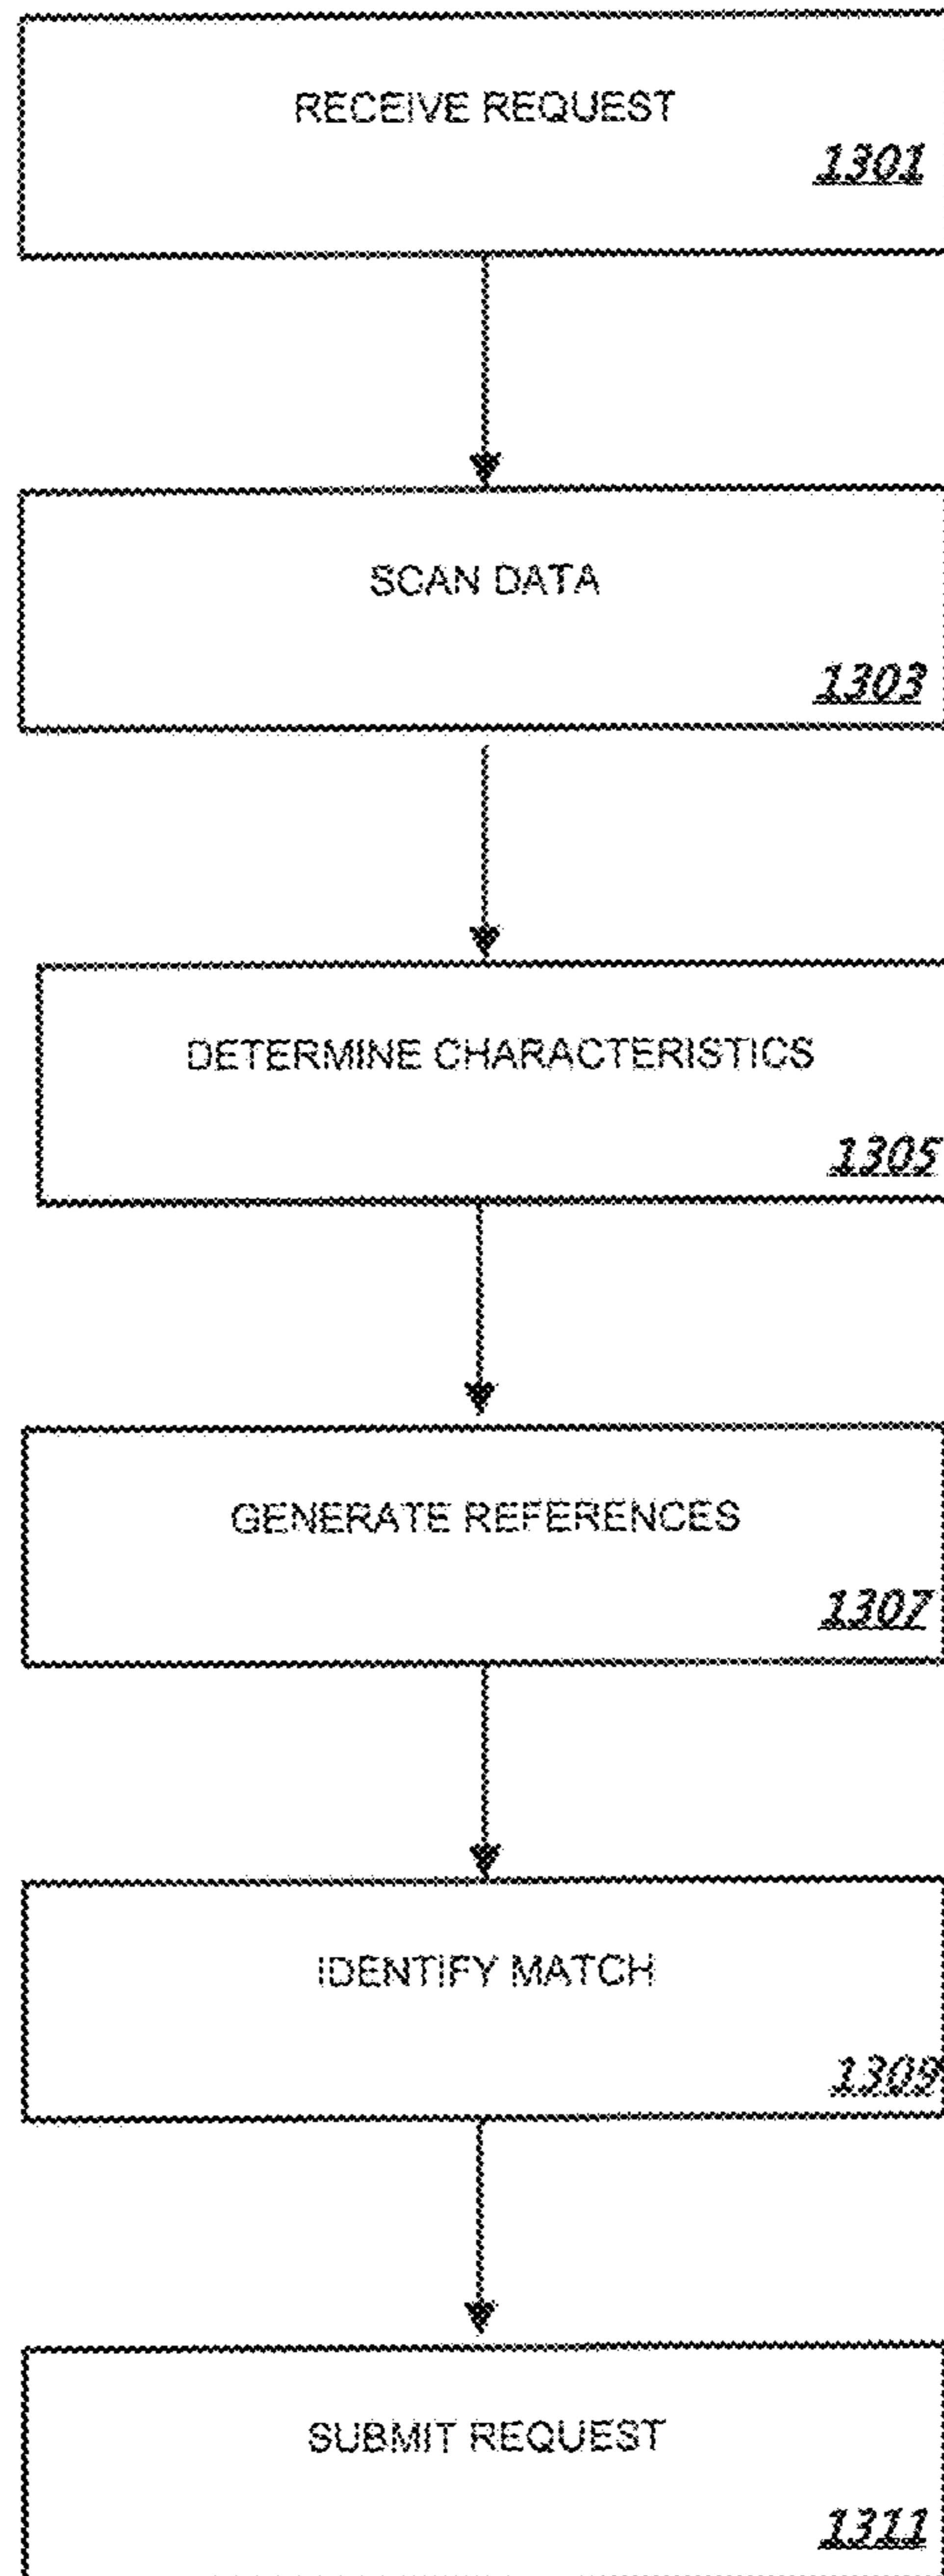 RECEIVE REQUEST
1301
SCAN DATA
1303
DETERMINE CHARACTERISTICS
1305
GENERATE REFERENCES
1307
IDENTIFY MATCH
1309
SUBMIT REQUEST
1311